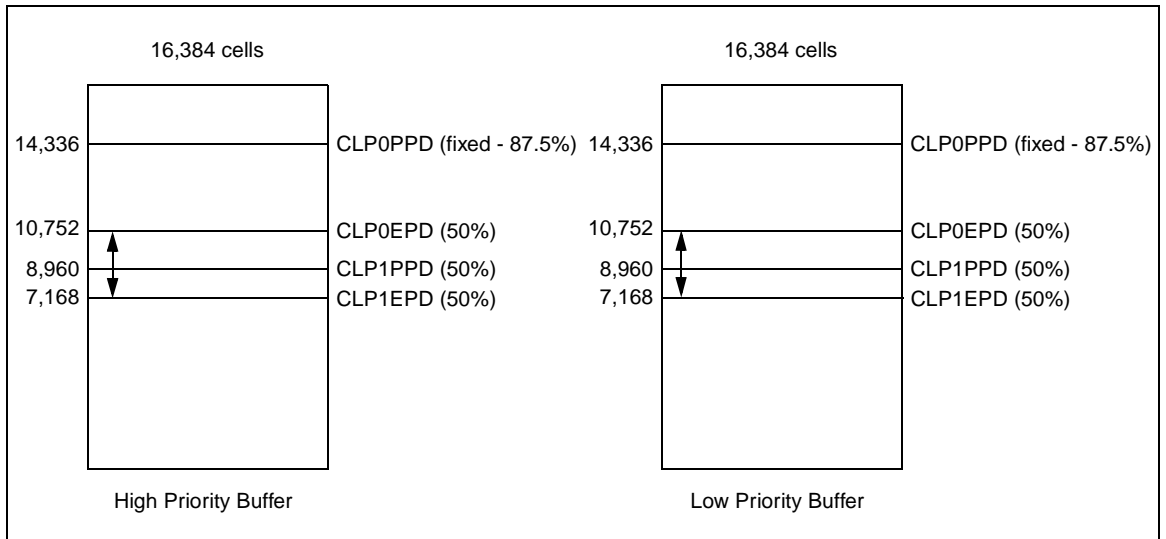 16,384 cells
14,336
CLP0PPD (fixed - 87.5%)
10,752
CLP0EPD (50%)
8,960
CLP1PPD (50%)
7,168
CLP1EPD (50%)
High Priority Buffer
16,384 cells
14,336
CLP0PPD (fixed - 87.5%)
10,752
CLP0EPD (50%)
8,960
CLP1PPD (50%)
7,168
CLP1EPD (50%)
Low Priority Buffer